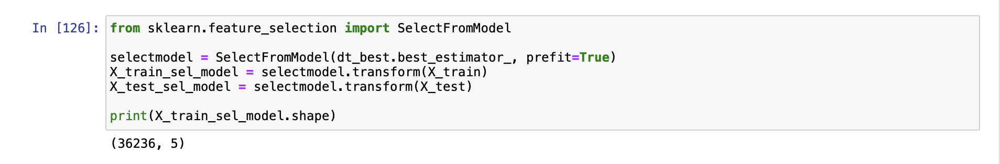 In [126]: from sklearn.feature_selection import SelectFromModel
selectmodel = SelectFromModel(dt_best.best_estimator_, prefit=True)
X_train_sel_model = selectmodel.transform(X_train)
X_test_sel_model = selectmodel.transform(X_test)
print(X_train_sel_model.shape)
(36236, 5)